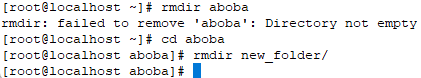 [root@localhost ~]# rmdir aboba
rmdir: failed to remove 'aboba': Directory not empty
[root@localhost ~]# cd aboba
[root@localhost aboba]# rmdir new_folder/
[root@localhost aboba]#